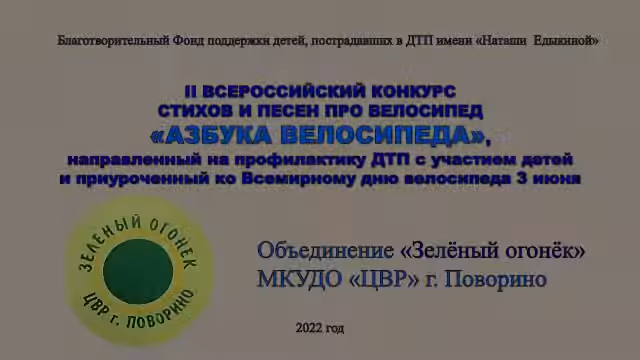 Благотворительный Фонд поддержки детей, пострадавших в ДТП имени «Наташи Едыкиной»
II ВСЕРОССИЙСКИЙ КОНКУРС
СТИХОВ И ПЕСЕН ПРО ВЕЛОСИПЕД
«АЗБУКА ВЕЛОСИПЕДА»,
направленный на профилактику ДТП с участием детей
и приуроченный ко Всемирному дню велосипеда 3 июня
ЗЕЛЕНЫЙ ОГОНЕК
ЦВР г. ПОВОРИНО
Объединение «Зелёный огонёк»
МКУДО «ЦВР» г. Поворино
2022 год